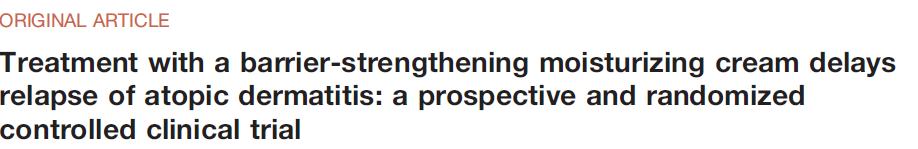 ORIGINAL ARTICLE
Treatment with a barrier-strengthening moisturizing cream delays
relapse of atopic dermatitis: a prospective and randomized
controlled clinical trial